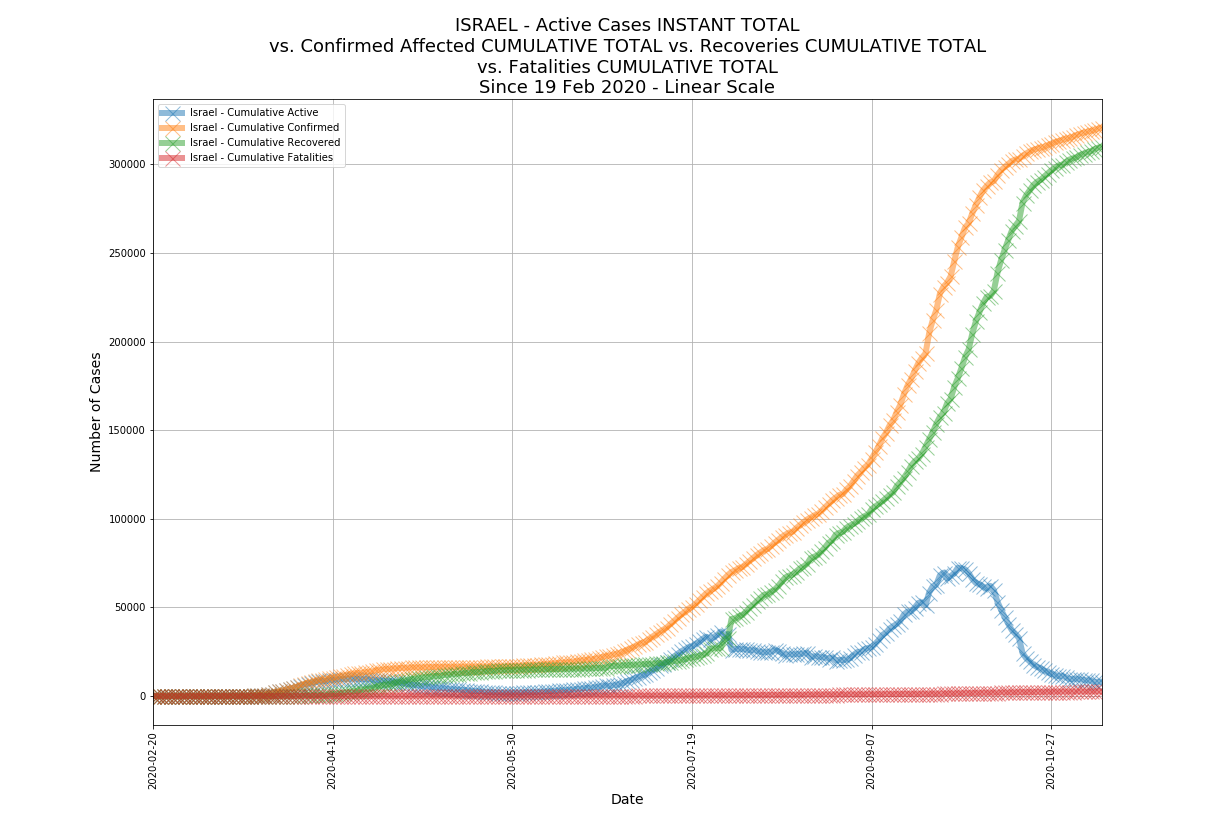 ISRAEL - Active Cases INSTANT TOTAL
vs. Confirmed Affected CUMULATIVE TOTAL vs. Recoveries CUMULATIVE TOTAL
vs. Fatalities CUMULATIVE TOTAL
Since 19 Feb 2020 - Linear Scale
Israel - Cumulative Active
Israel - Cumulative Confirmed
Israel - Cumulative Recovered
Israel - Cumulative Fatalities
Number of Cases
300000
250000
200000
150000
100000
50000
0
2020-02-20
2020-04-10
2020-05-30
2020-07-19
2020-09-07
2020-10-27
Date